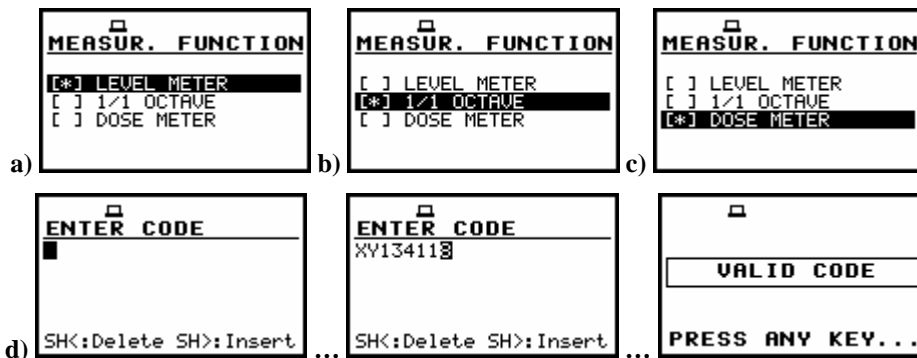 MEASUR. FUNCTION
[*] LEVEL METER
[ ] 1/1 OCTAVE
[ ] DOSE METER
a)
MEASUR. FUNCTION
[ ] LEVEL METER
[*] 1/1 OCTAVE
[ ] DOSE METER
b)
MEASUR. FUNCTION
[ ] LEVEL METER
[ ] 1/1 OCTAVE
[*] DOSE METER
c)
ENTER CODE
SH<:Delete SH>:Insert
d)
...
ENTER CODE
XY134118
SH<:Delete SH>:Insert
...
VALID CODE
PRESS ANY KEY...